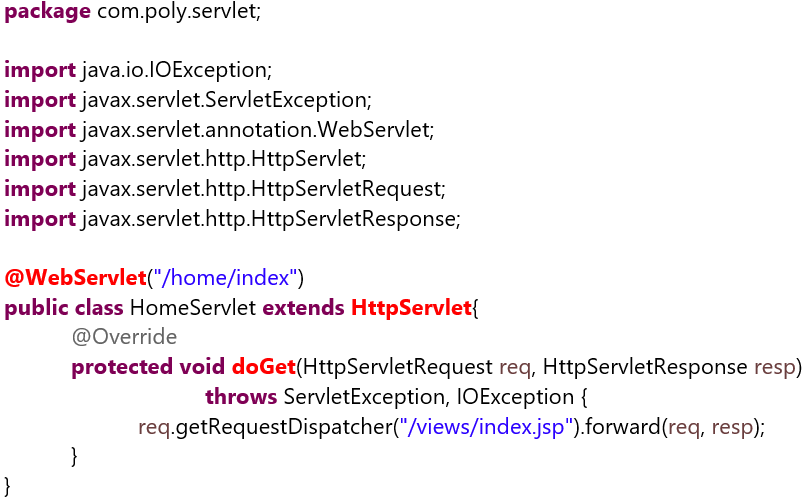 package com.poly.servlet;
import java.io.IOException;
import javax.servlet.ServletException;
import javax.servlet.annotation.WebServlet;
import javax.servlet.http.HttpServlet;
import javax.servlet.http.HttpServletRequest;
import javax.servlet.http.HttpServletResponse;
@WebServlet("/home/index")
public class HomeServlet extends HttpServlet{
@Override
protected void doGet(HttpServletRequest req, HttpServletResponse resp)
throws ServletException, IOException {
req.getRequestDispatcher("/views/index.jsp").forward(req, resp);
}
}